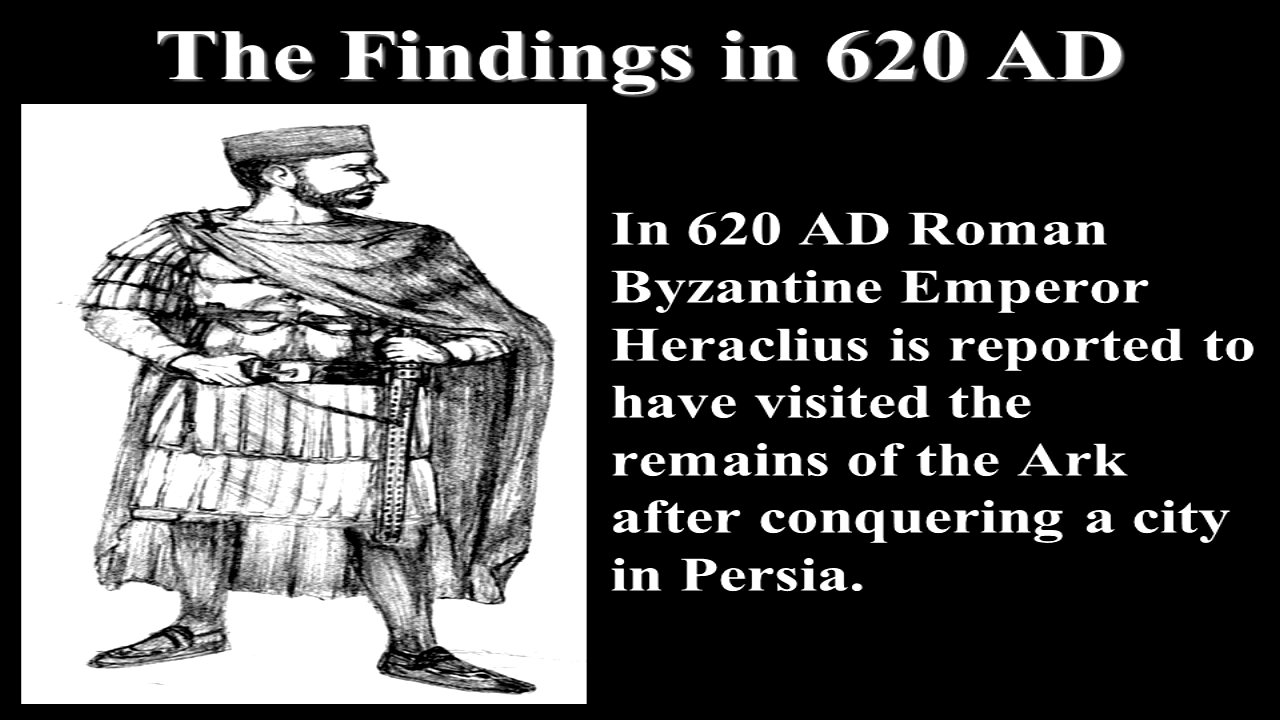 The Findings in 620 AD
In 620 AD Roman
Byzantine Emperor
Heraclius is reported to
have visited the
remains of the Ark
after conquering a city
in Persia.